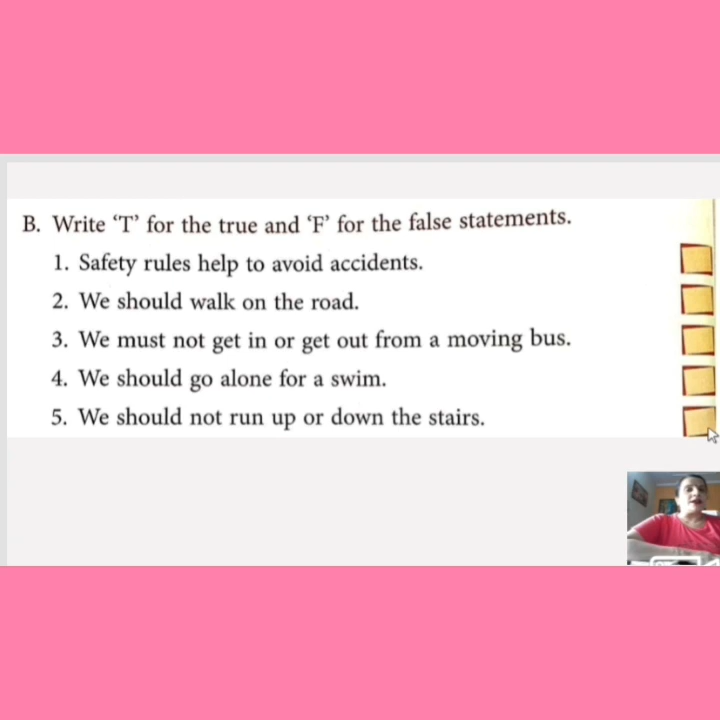 B. Write ‘T’ for the true and ‘F’ for the false statements.
1. Safety rules help to avoid accidents.
2. We should walk on the road.
3. We must not get in or get out from a moving bus.
4. We should go alone for a swim.
5. We should not run up or down the stairs.